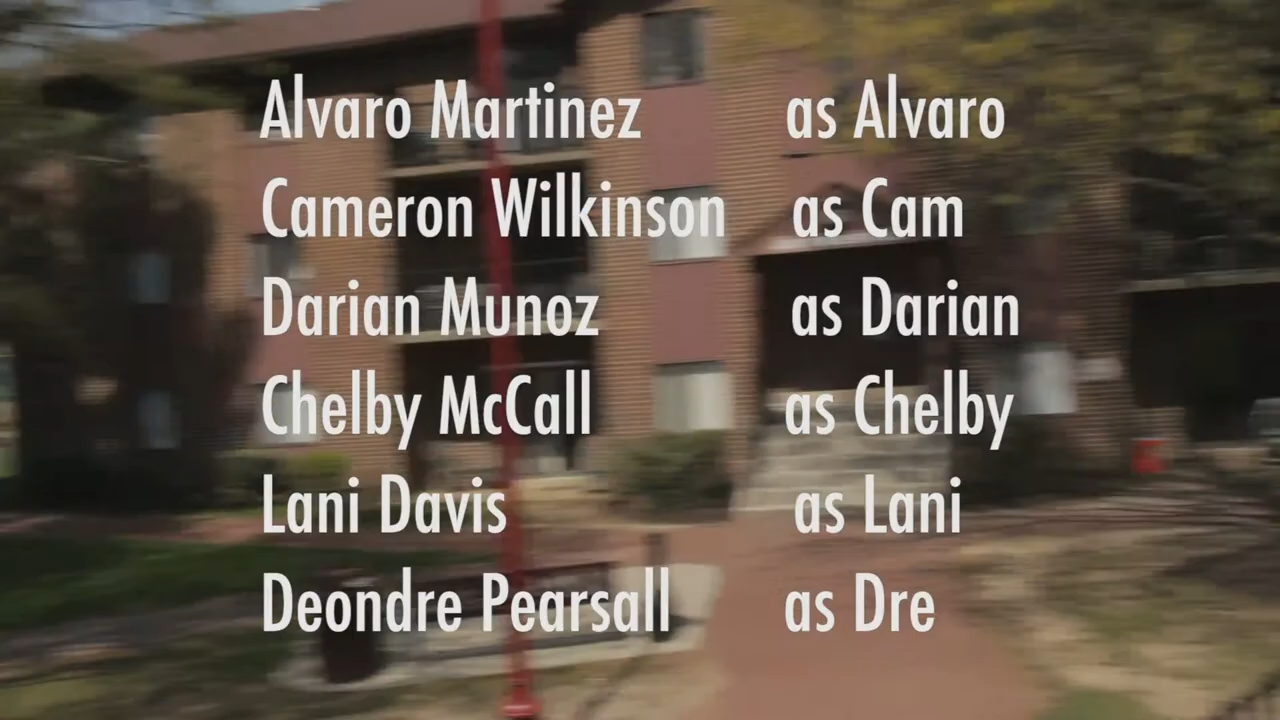 Alvaro Martinez as Alvaro
Cameron Wilkinson as Cam
Darian Munoz as Darian
Chelby McCall as Chelby
Lani Davis as Lani
Deondre Pearsall as Dre